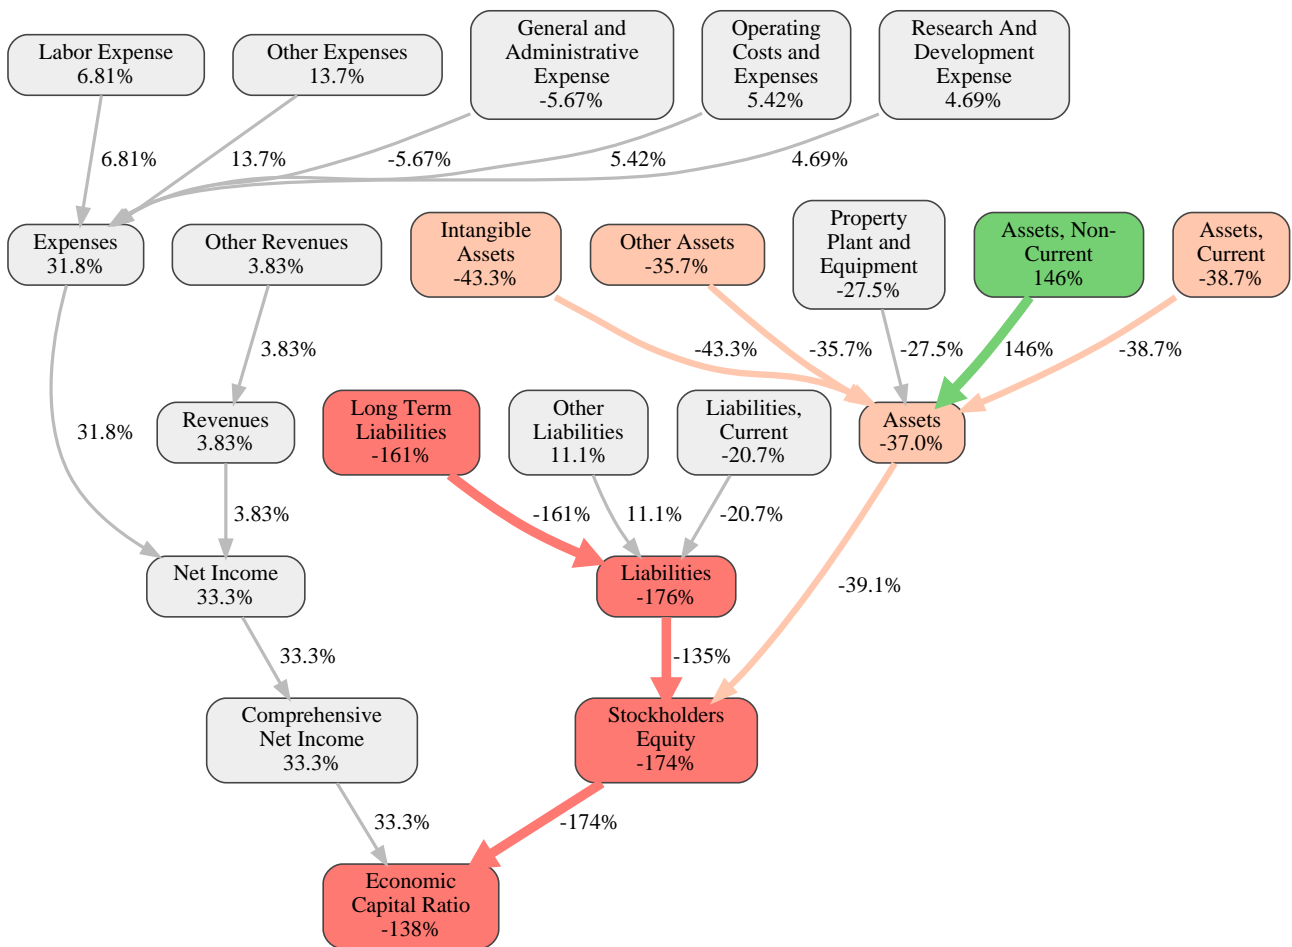 Labor Expense
6.81%
Other Expenses
13.7%
General and
Administrative
Expense
-5.67%
Operating
Costs and
Expenses
5.42%
Research And
Development
Expense
4.69%
6.81%
13.7%
-5.67%
5.42%
4.69%
Expenses
31.8%
Other Revenues
3.83%
Intangible
Assets
-43.3%
Other Assets
-35.7%
Property
Plant and
Equipment
-27.5%
Assets, Non-
Current
146%
Assets,
Current
-38.7%
3.83%
-43.3%
-35.7%
-27.5%
146%
-38.7%
31.8%
Revenues
3.83%
Long Term
Liabilities
-161%
Other
Liabilities
11.1%
Liabilities,
Current
-20.7%
Assets
-37.0%
3.83%
-161%
11.1%
-20.7%
Net Income
33.3%
Liabilities
-176%
-39.1%
33.3%
-135%
Comprehensive
Net Income
33.3%
Stockholders
Equity
-174%
33.3%
-174%
Economic
Capital Ratio
-138%